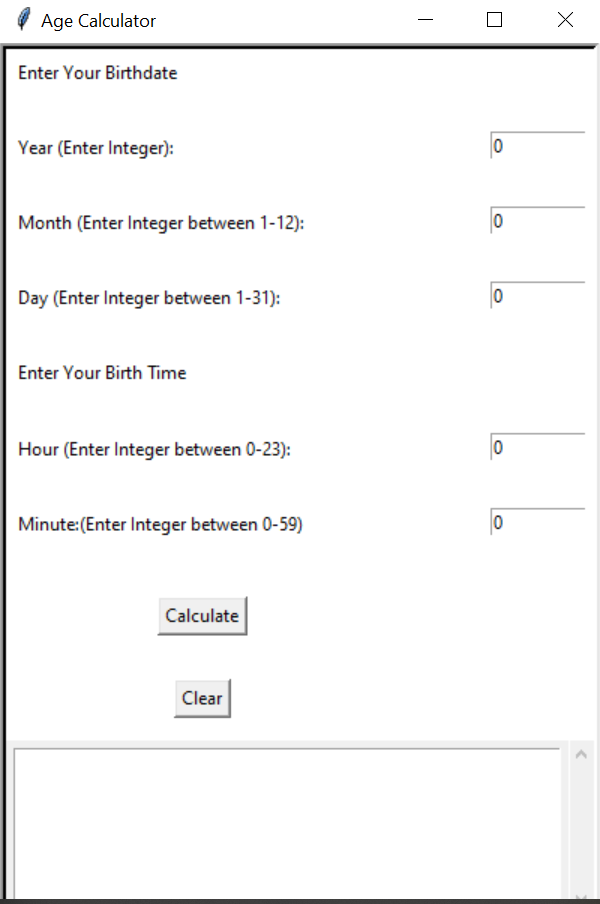 Age Calculator
Enter Your Birthdate
Year (Enter Integer): 0
Month (Enter Integer between 1-12): 0
Day (Enter Integer between 1-31): 0
Enter Your Birth Time
Hour (Enter Integer between 0-23): 0
Minute:(Enter Integer between 0-59) 0
Calculate
Clear